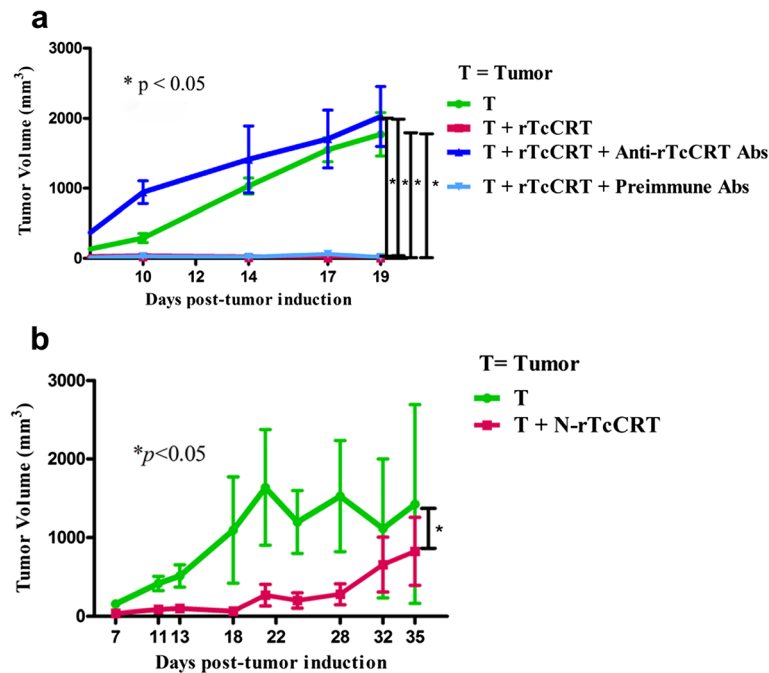 a
3000
2000
1000
0
Tumor Volume (mm³)
* p < 0.05
10 12 14 17 19
Days post-tumor induction
* * * *
T = Tumor
T
T + rTcCRT
T + rTcCRT + Anti-rTcCRT Abs
T + rTcCRT + Preimmune Abs
b
3000
2000
1000
0
Tumor Volume (mm³)
*p<0.05
7 11 13 18 22 28 32 35
Days post-tumor induction
*
T= Tumor
T
T + N-rTcCRT